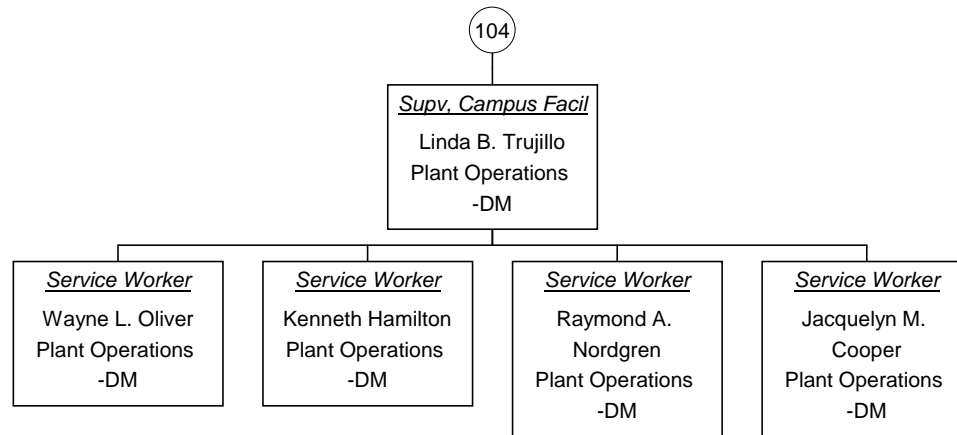 104
Supv, Campus Facil
Linda B. Trujillo
Plant Operations
-DM
Service Worker
Wayne L. Oliver
Plant Operations
-DM
Service Worker
Kenneth Hamilton
Plant Operations
-DM
Service Worker
Raymond A.
Nordgren
Plant Operations
-DM
Service Worker
Jacquelyn M.
Cooper
Plant Operations
-DM